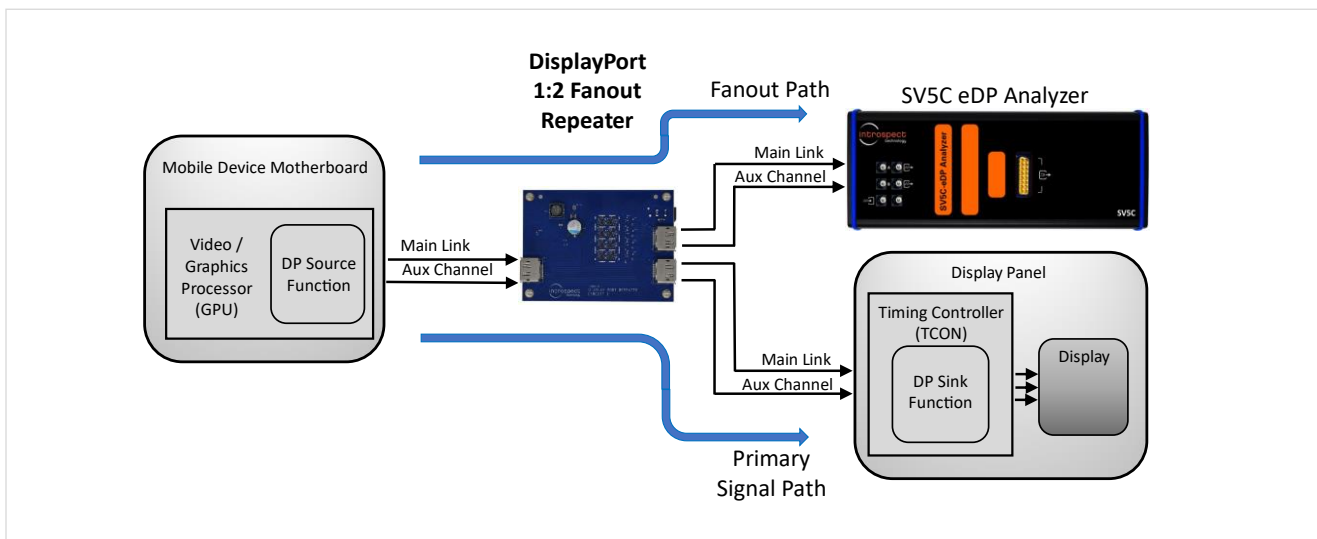 DisplayPort
1:2 Fanout
Repeater
Fanout Path
SV5C eDP Analyzer
Mobile Device Motherboard
Video /
Graphics
Processor
(GPU)
DP Source
Function
Main Link
Aux Channel
introspect
technology
Main Link
Aux Channel
introspect
technology
SV5C-eDP Analyzer
SV5C
Main Link
Aux Channel
Display Panel
Timing Controller
(TCON)
DP Sink
Function
Display
Primary
Signal Path